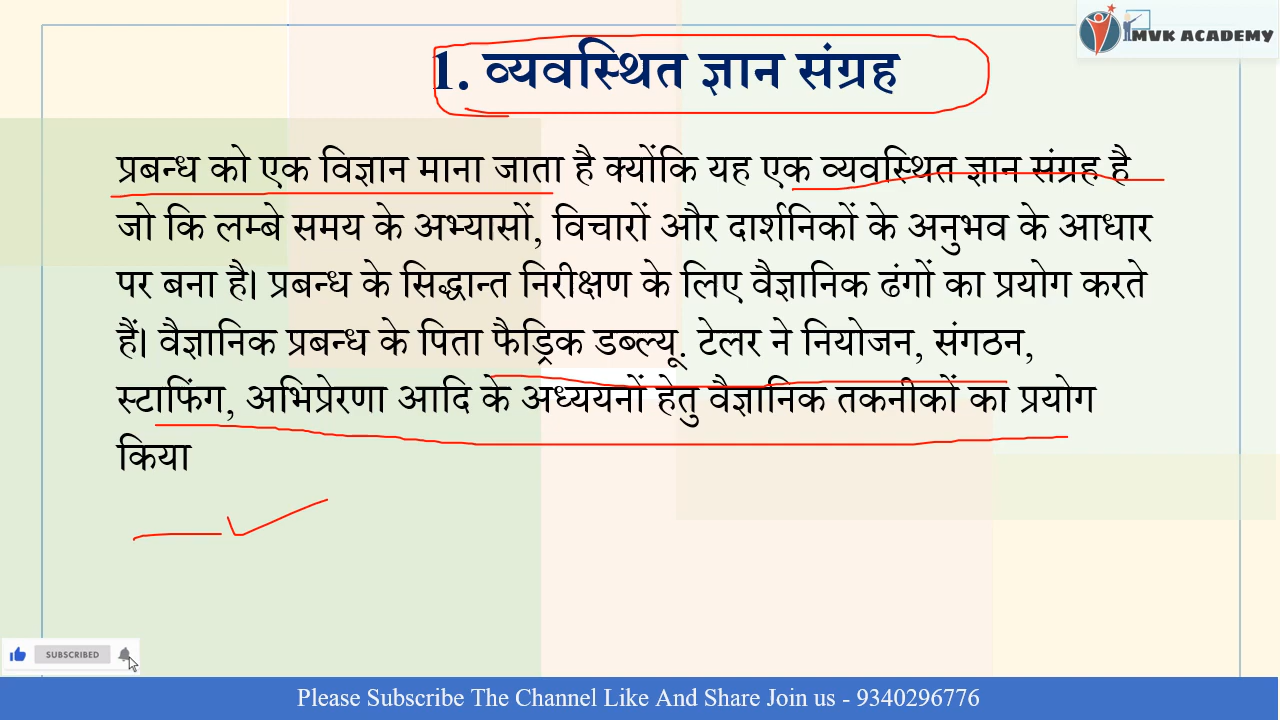 MVK ACADEMY
1. व्यवस्थित ज्ञान संग्रह
प्रबन्ध को एक विज्ञान माना जाता है क्योंकि यह एक व्यवस्थित ज्ञान संग्रह है
जो कि लम्बे समय के अभ्यासों, विचारों और दार्शनिकों के अनुभव के आधार
पर बना है। प्रबन्ध के सिद्धान्त निरीक्षण के लिए वैज्ञानिक ढंगों का प्रयोग करते
हैं। वैज्ञानिक प्रबन्ध के पिता फैड्रिक डब्ल्यू. टेलर ने नियोजन, संगठन,
स्टाफिंग, अभिप्रेरणा आदि के अध्ययनों हेतु वैज्ञानिक तकनीकों का प्रयोग
किया
SUBSCRIBED
Please Subscribe The Channel Like And Share Join us - 9340296776